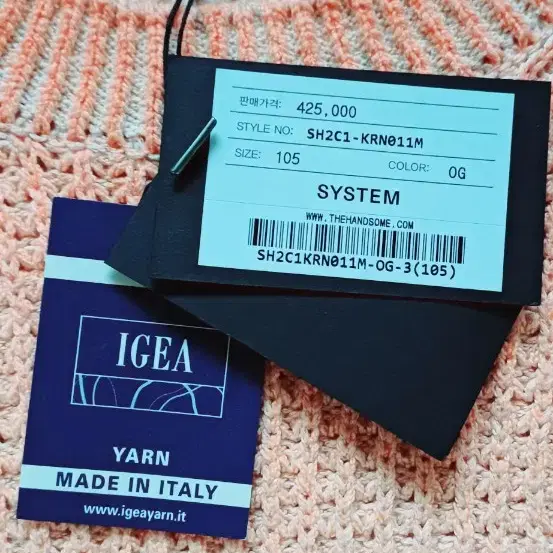 판매가격: 425,000
STYLE NO: SH2C1-KRN011M
SIZE: 105 COLOR: OG
SYSTEM
WWW.THEHANDSOME.COM
SH2C1KRN011M-OG-3(105)
IGEA
YARN
MADE IN ITALY
www.igeayarn.it